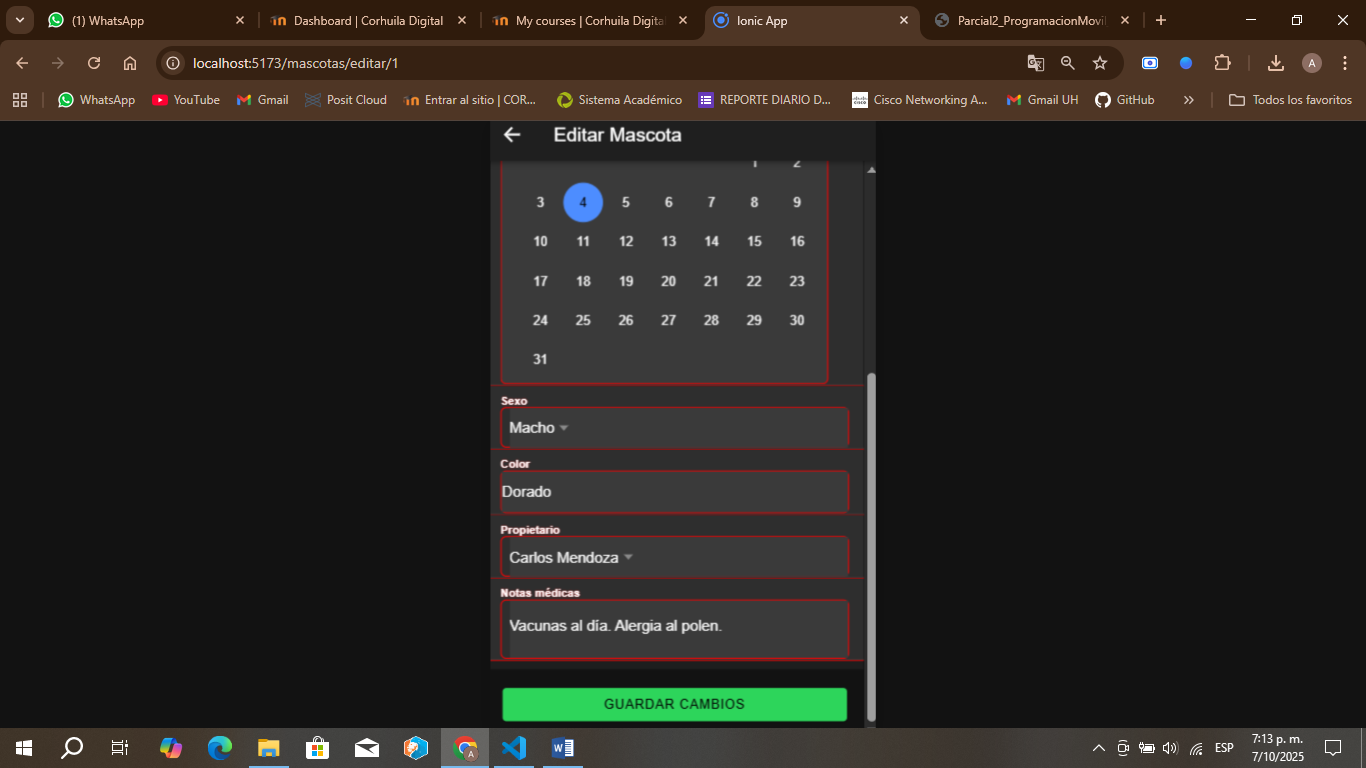 (1) WhatsApp
Dashboard | Corhuila Digital
My courses | Corhuila Digita
Ionic App
Parcial2_ProgramacionMovi
localhost:5173/mascotas/editar/1
A
WhatsApp
YouTube
Gmail
Posit Cloud
Entrar al sitio | COR...
Sistema Académico
REPORTE DIARIO D...
Cisco Networking A...
Gmail UH
GitHub
Todos los favoritos
Editar Mascota
1 2
3 4 5 6 7 8 9
10 11 12 13 14 15 16
17 18 19 20 21 22 23
24 25 26 27 28 29 30
31
Sexo
Macho
Color
Dorado
Propietario
Carlos Mendoza
Notas médicas
Vacunas al día. Alergia al polen.
GUARDAR CAMBIOS
ESP
7:13 p. m.
7/10/2025